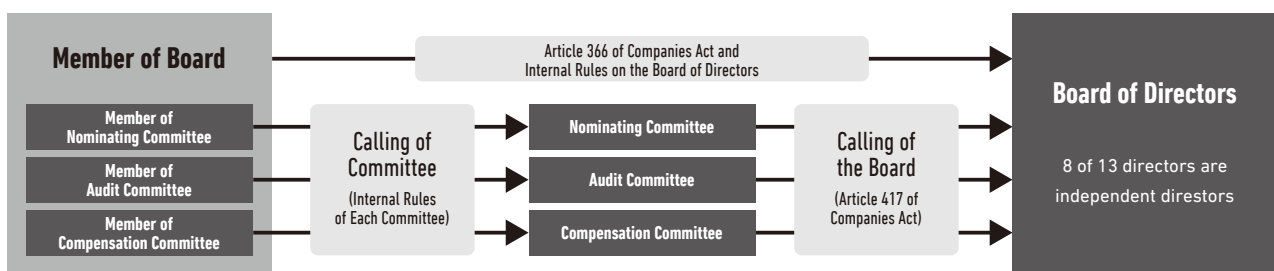 Member of Board
Article 366 of Companies Act and
Internal Rules on the Board of Directors
Member of
Nominating Committee
Member of
Audit Committee
Member of
Compensation Committee
Calling of
Committee
(Internal Rules
of Each Committee)
Nominating Committee
Audit Committee
Compensation Committee
Calling of
the Board
(Article 417 of
Companies Act)
Board of Directors
8 of 13 directors are
independent direstors